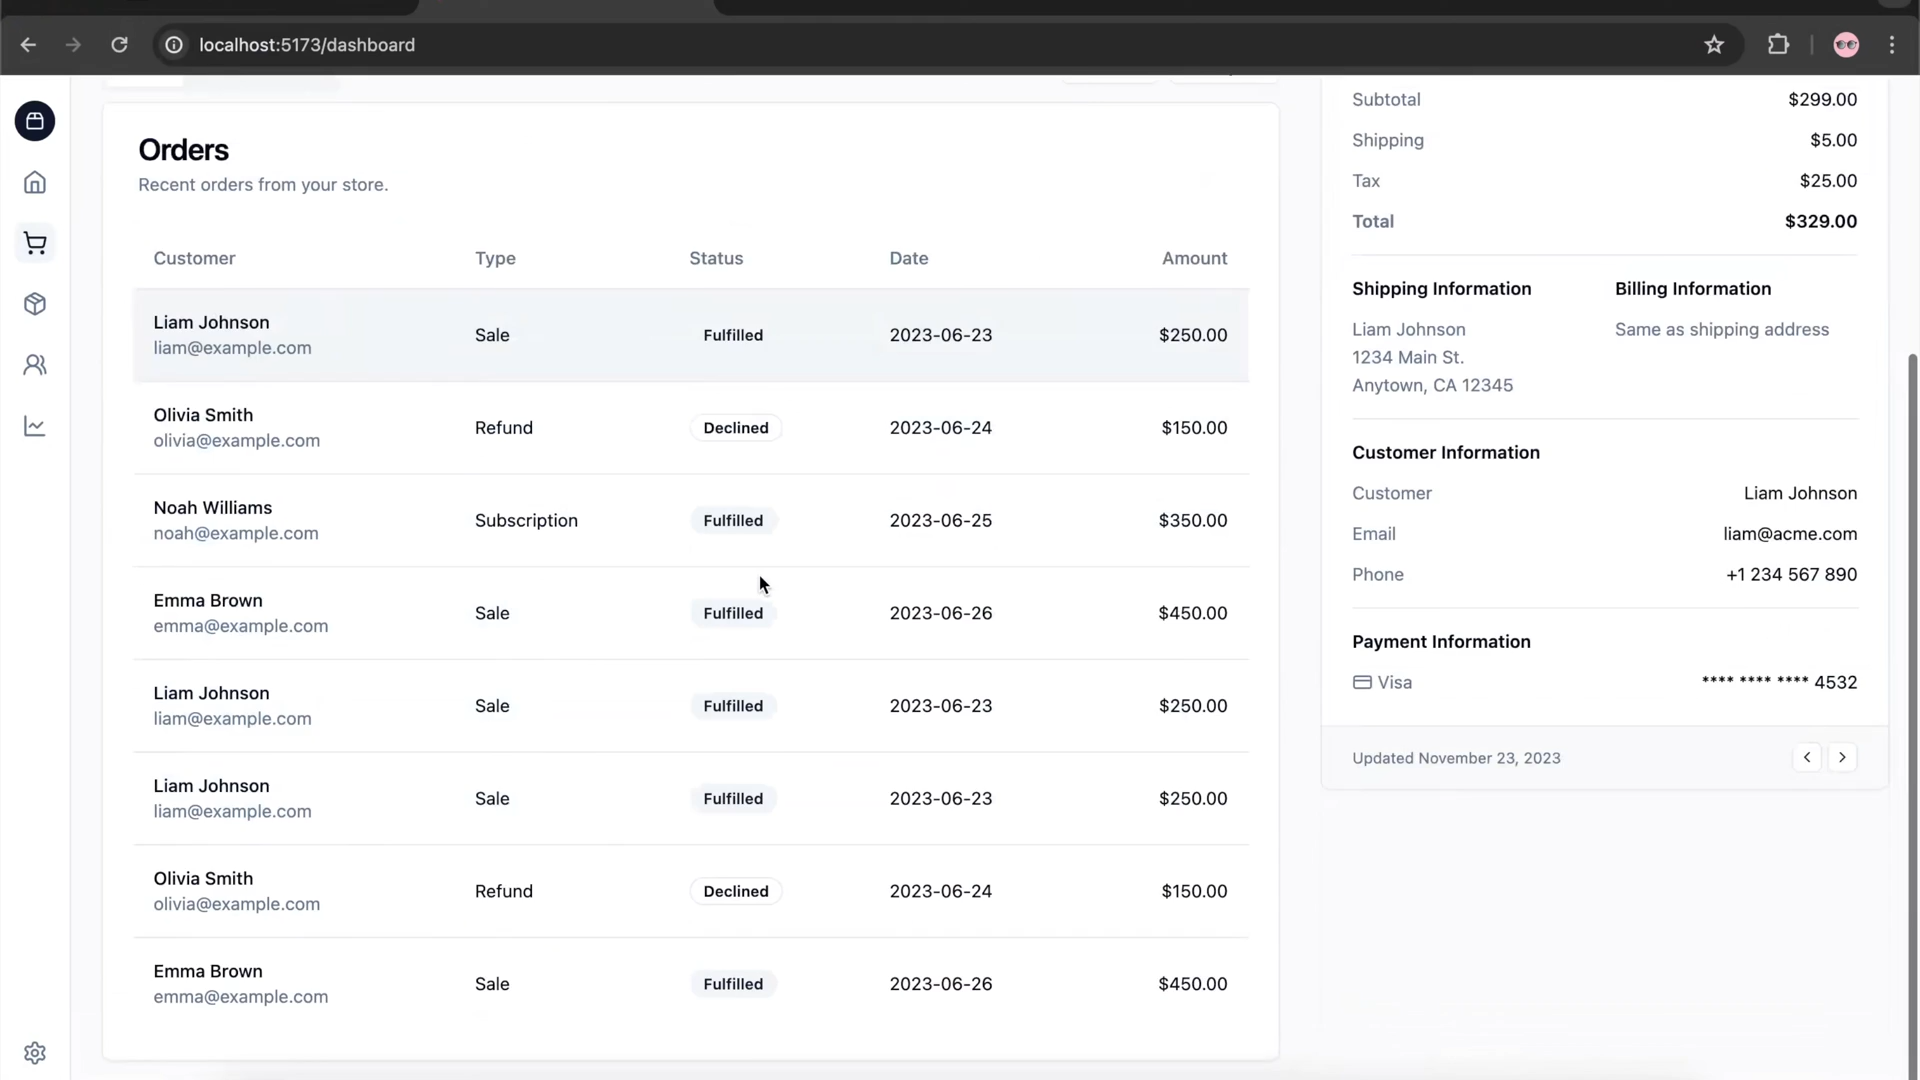 localhost:5173/dashboard
Orders
Recent orders from your store.
Customer Type Status Date Amount
Liam Johnson
liam@example.com
Sale Fulfilled 2023-06-23 $250.00
Olivia Smith
olivia@example.com
Refund Declined 2023-06-24 $150.00
Noah Williams
noah@example.com
Subscription Fulfilled 2023-06-25 $350.00
Emma Brown
emma@example.com
Sale Fulfilled 2023-06-26 $450.00
Liam Johnson
liam@example.com
Sale Fulfilled 2023-06-23 $250.00
Liam Johnson
liam@example.com
Sale Fulfilled 2023-06-23 $250.00
Olivia Smith
olivia@example.com
Refund Declined 2023-06-24 $150.00
Emma Brown
emma@example.com
Sale Fulfilled 2023-06-26 $450.00
Subtotal $299.00
Shipping $5.00
Tax $25.00
Total $329.00
Shipping Information
Liam Johnson
1234 Main St.
Anytown, CA 12345
Billing Information
Same as shipping address
Customer Information
Customer Liam Johnson
Email liam@acme.com
Phone +1 234 567 890
Payment Information
Visa **** **** **** 4532
Updated November 23, 2023